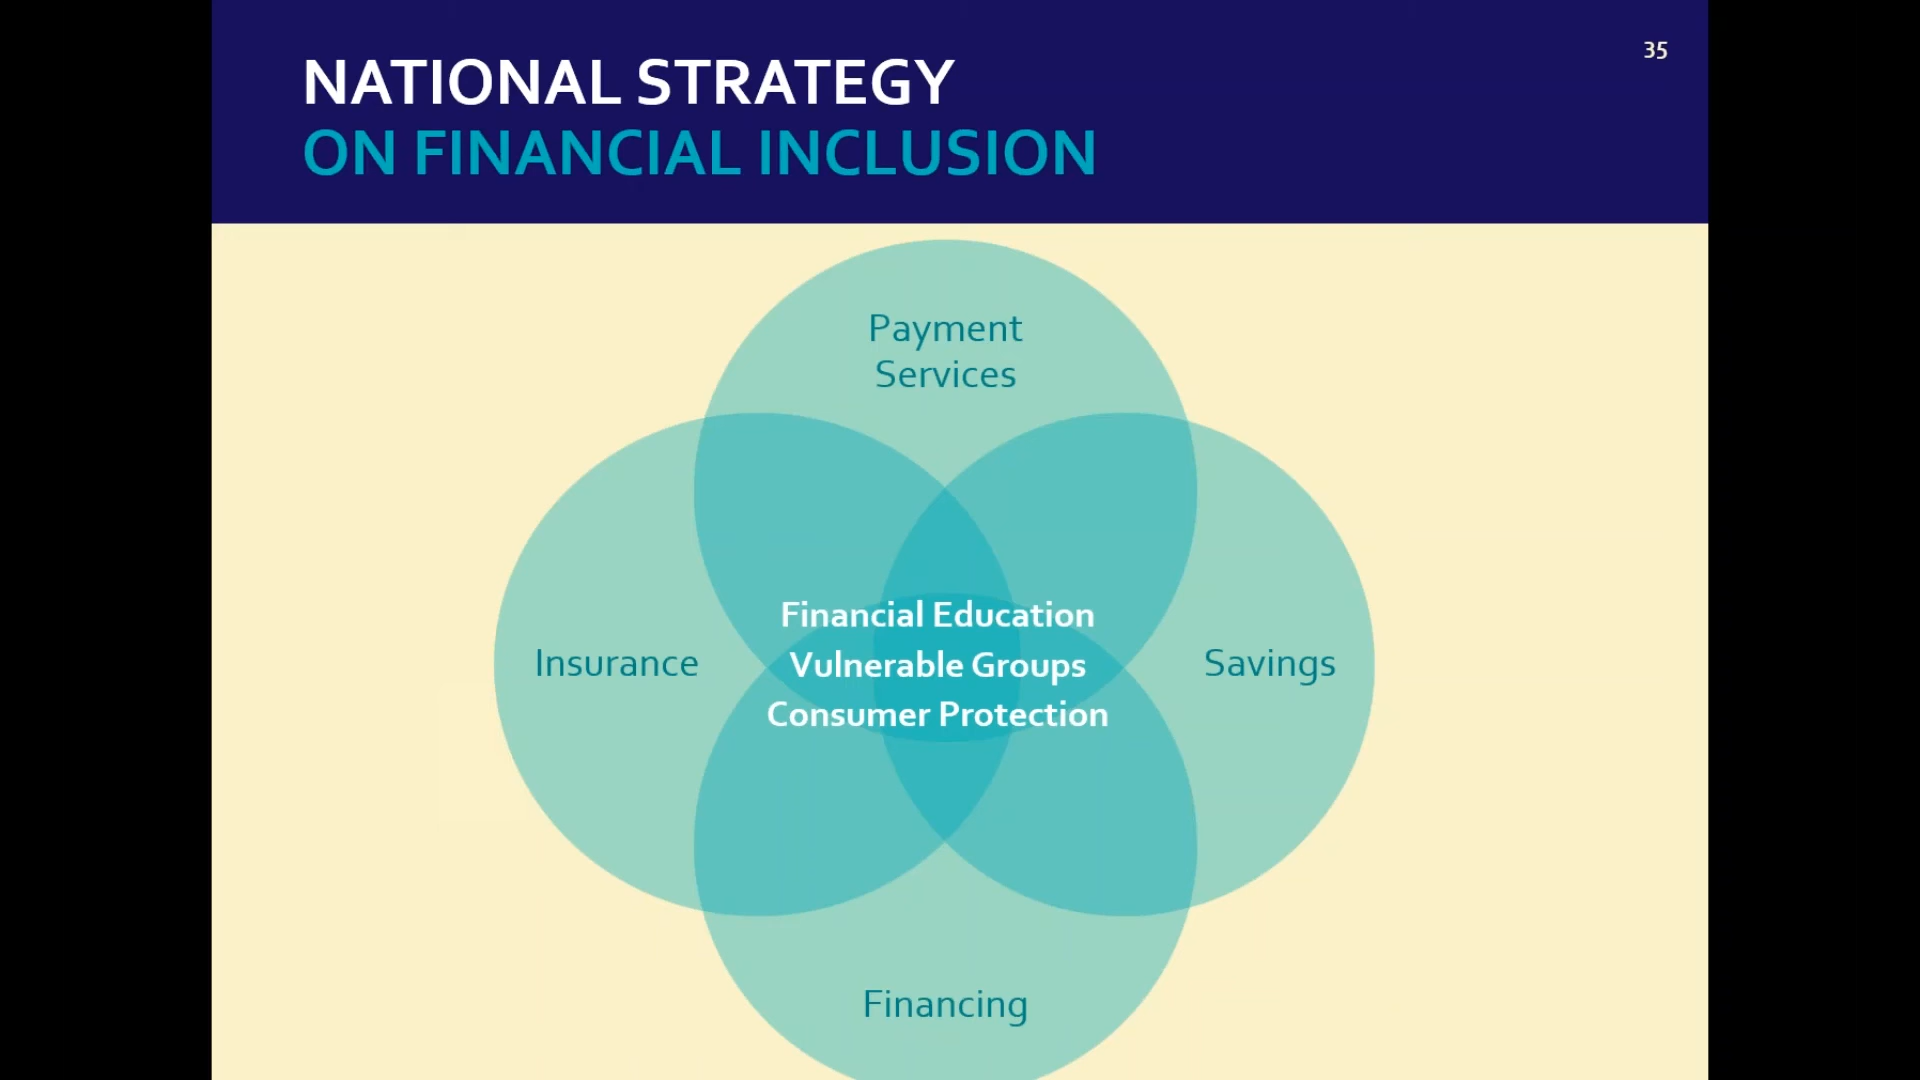 NATIONAL STRATEGY
ON FINANCIAL INCLUSION
35
Payment
Services
Financial Education
Insurance
Vulnerable Groups
Savings
Consumer Protection
Financing